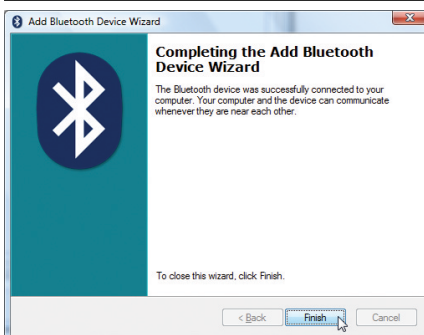 Add Bluetooth Device Wizard
Completing the Add Bluetooth
Device Wizard
The Bluetooth device was successfully connected to your
computer. Your computer and the device can communicate
whenever they are near each other.
To close this wizard, click Finish.
< Back Finish Cancel